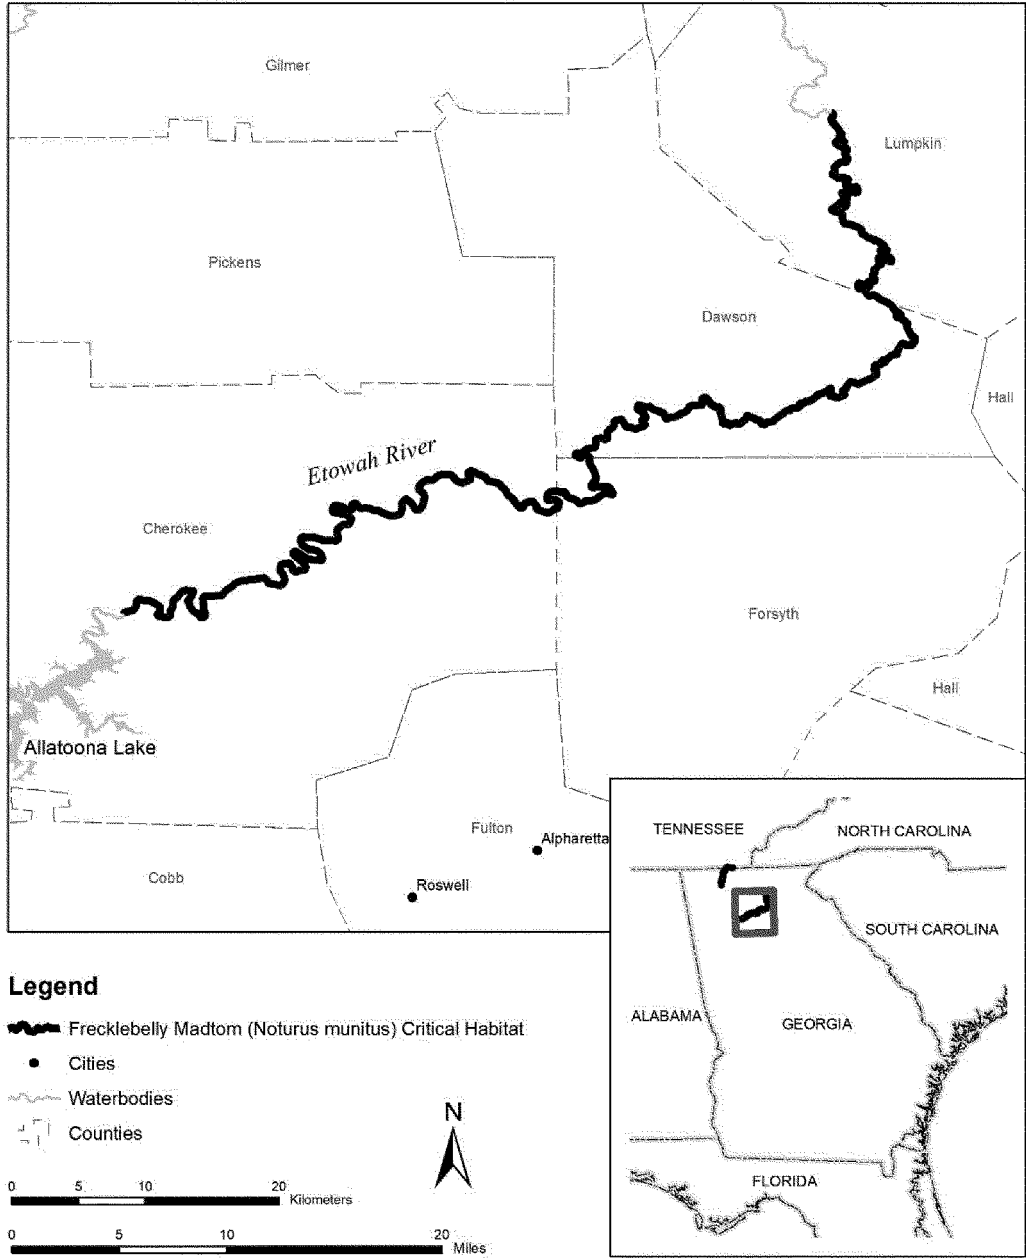 Gilmer
Lumpkin
Pickens
Dawson
Hall
Etowah River
Cherokee
Forsyth
Hall
Allatoona Lake
Fulton
Alpharetta
Cobb
Roswell
TENNESSEE
NORTH CAROLINA
SOUTH CAROLINA
ALABAMA
GEORGIA
FLORIDA
Legend
Frecklebelly Madtom (Noturus munitus) Critical Habitat
Cities
Waterbodies
Counties
N
0 5 10 20
Kilometers
0 5 10 20
Miles